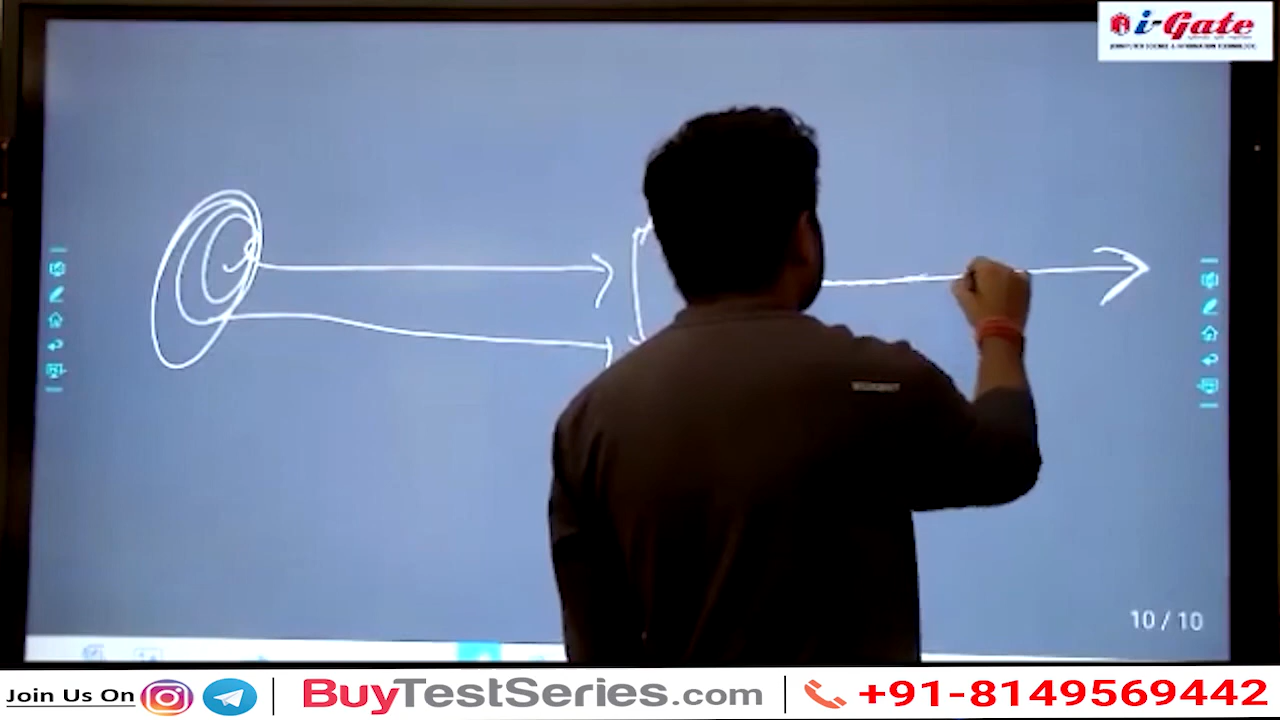 i-Gate
10 / 10
Join Us On
BuyTestSeries.com
+91-8149569442